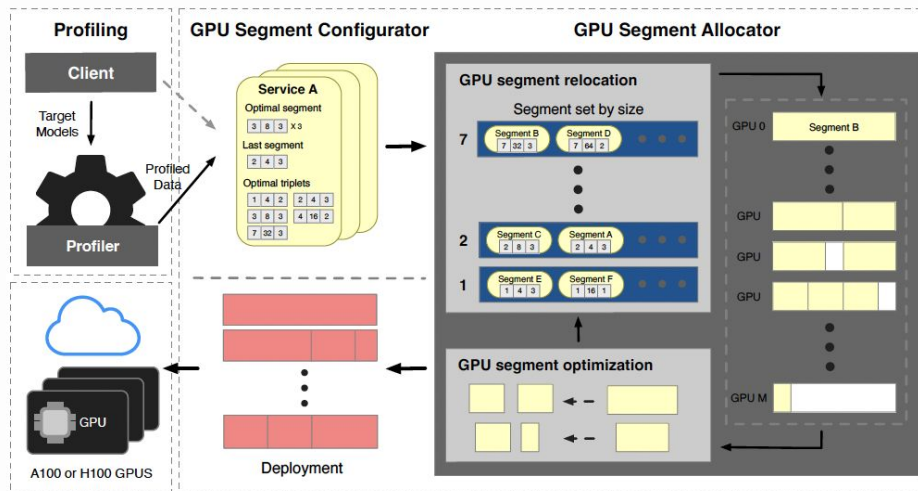 Profiling
Client
Target
Models
Profiled
Data
Profiler
A100 or H100 GPUS
GPU
GPU Segment Configurator
Service A
Optimal segment
3 8 3 X 3
Last segment
2 4 3
Optimal triplets
1 4 2 2 4 3
3 8 3 4 16 2
7 32 3
Deployment
GPU Segment Allocator
GPU segment relocation
Segment set by size
7
Segment B
7 32 3
Segment D
7 64 2
2
Segment C
2 8 3
Segment A
2 4 3
1
Segment E
1 4 3
Segment F
1 16 1
GPU segment optimization
GPU 0
Segment B
GPU
GPU
GPU
GPU M